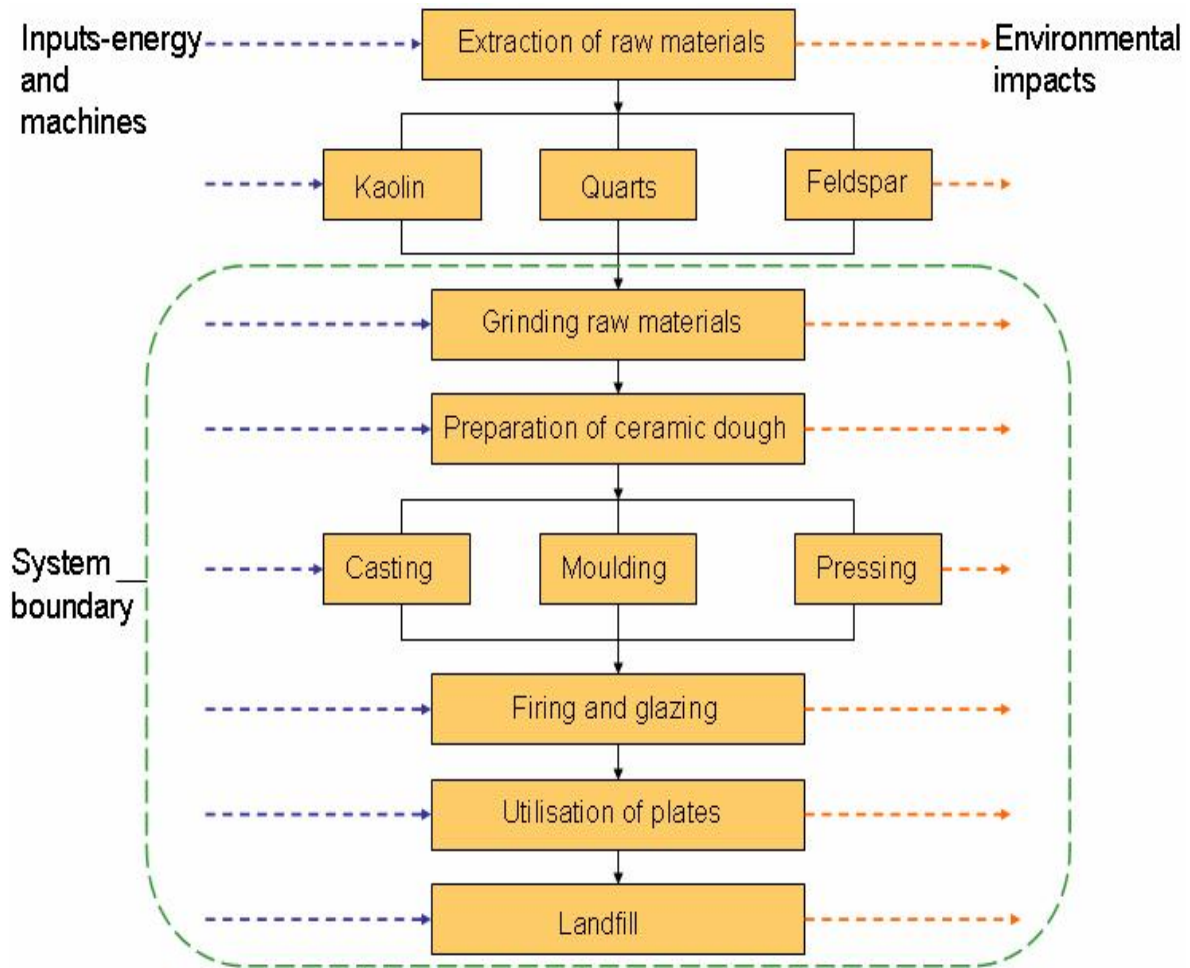 Inputs-energy
and
machines
Extraction of raw materials
Environmental
impacts
Kaolin
Quarts
Feldspar
Grinding raw materials
Preparation of ceramic dough
System
boundary
Casting
Moulding
Pressing
Firing and glazing
Utilisation of plates
Landfill